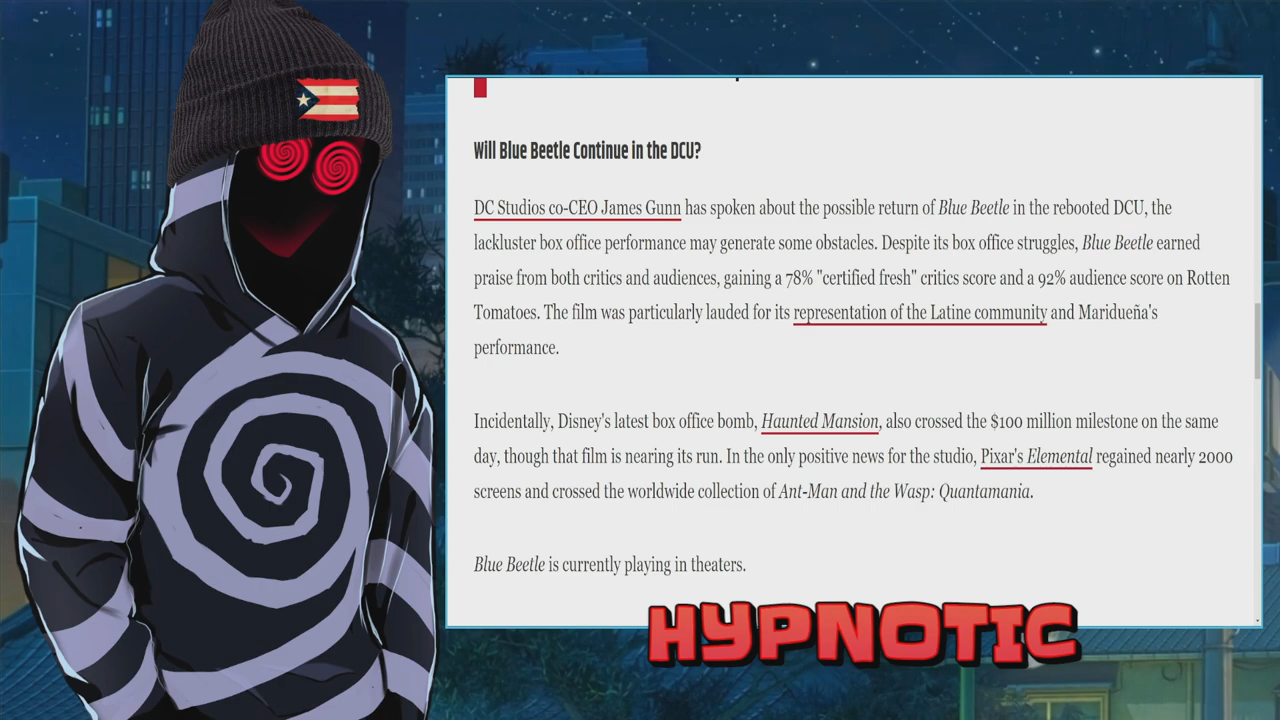 Will Blue Beetle Continue in the DCU?
DC Studios co-CEO James Gunn has spoken about the possible return of Blue Beetle in the rebooted DCU, the
lackluster box office performance may generate some obstacles. Despite its box office struggles, Blue Beetle earned
praise from both critics and audiences, gaining a 78% "certified fresh" critics score and a 92% audience score on Rotten
Tomatoes. The film was particularly lauded for its representation of the Latine community and Maridueña's
performance.
Incidentally, Disney's latest box office bomb, Haunted Mansion, also crossed the $100 million milestone on the same
day, though that film is nearing its run. In the only positive news for the studio, Pixar's Elemental regained nearly 2000
screens and crossed the worldwide collection of Ant-Man and the Wasp: Quantamania.
Blue Beetle is currently playing in theaters.
HYPNOTIC